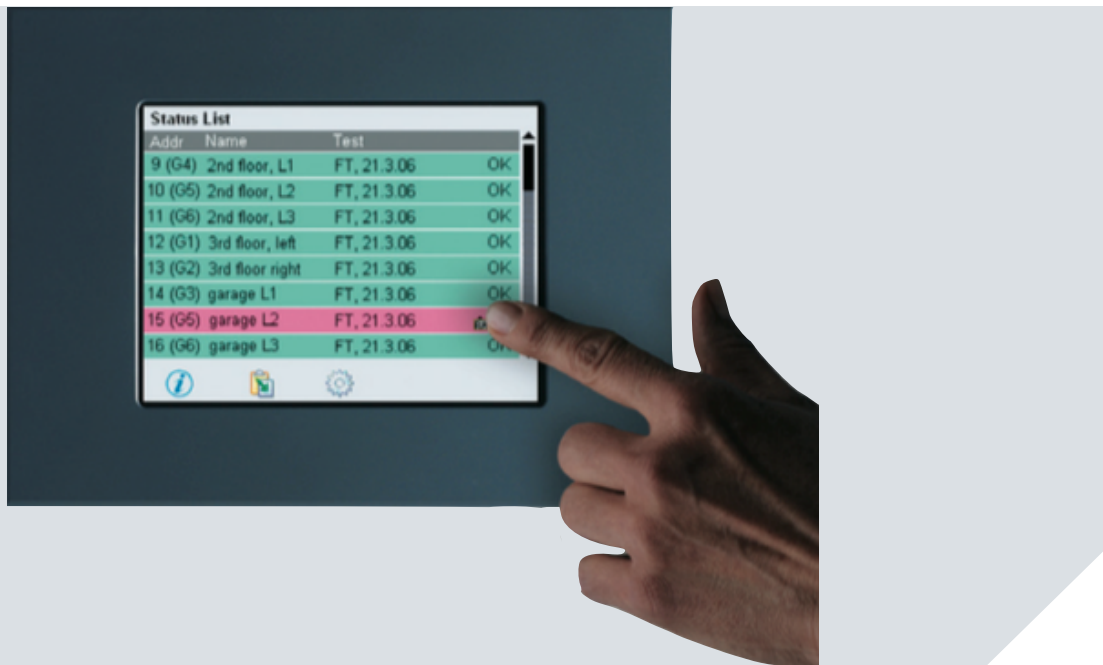 Status List
Addr Name Test
9 (G4) 2nd floor, L1 FT, 21.3.06 OK
10 (G5) 2nd floor, L2 FT, 21.3.06 OK
11 (G6) 2nd floor, L3 FT, 21.3.06 OK
12 (G1) 3rd floor, left FT, 21.3.06 OK
13 (G2) 3rd floor right FT, 21.3.06 OK
14 (G3) garage L1 FT, 21.3.06 OK
15 (G5) garage L2 FT, 21.3.06
16 (G6) garage L3 FT, 21.3.06 OK
i